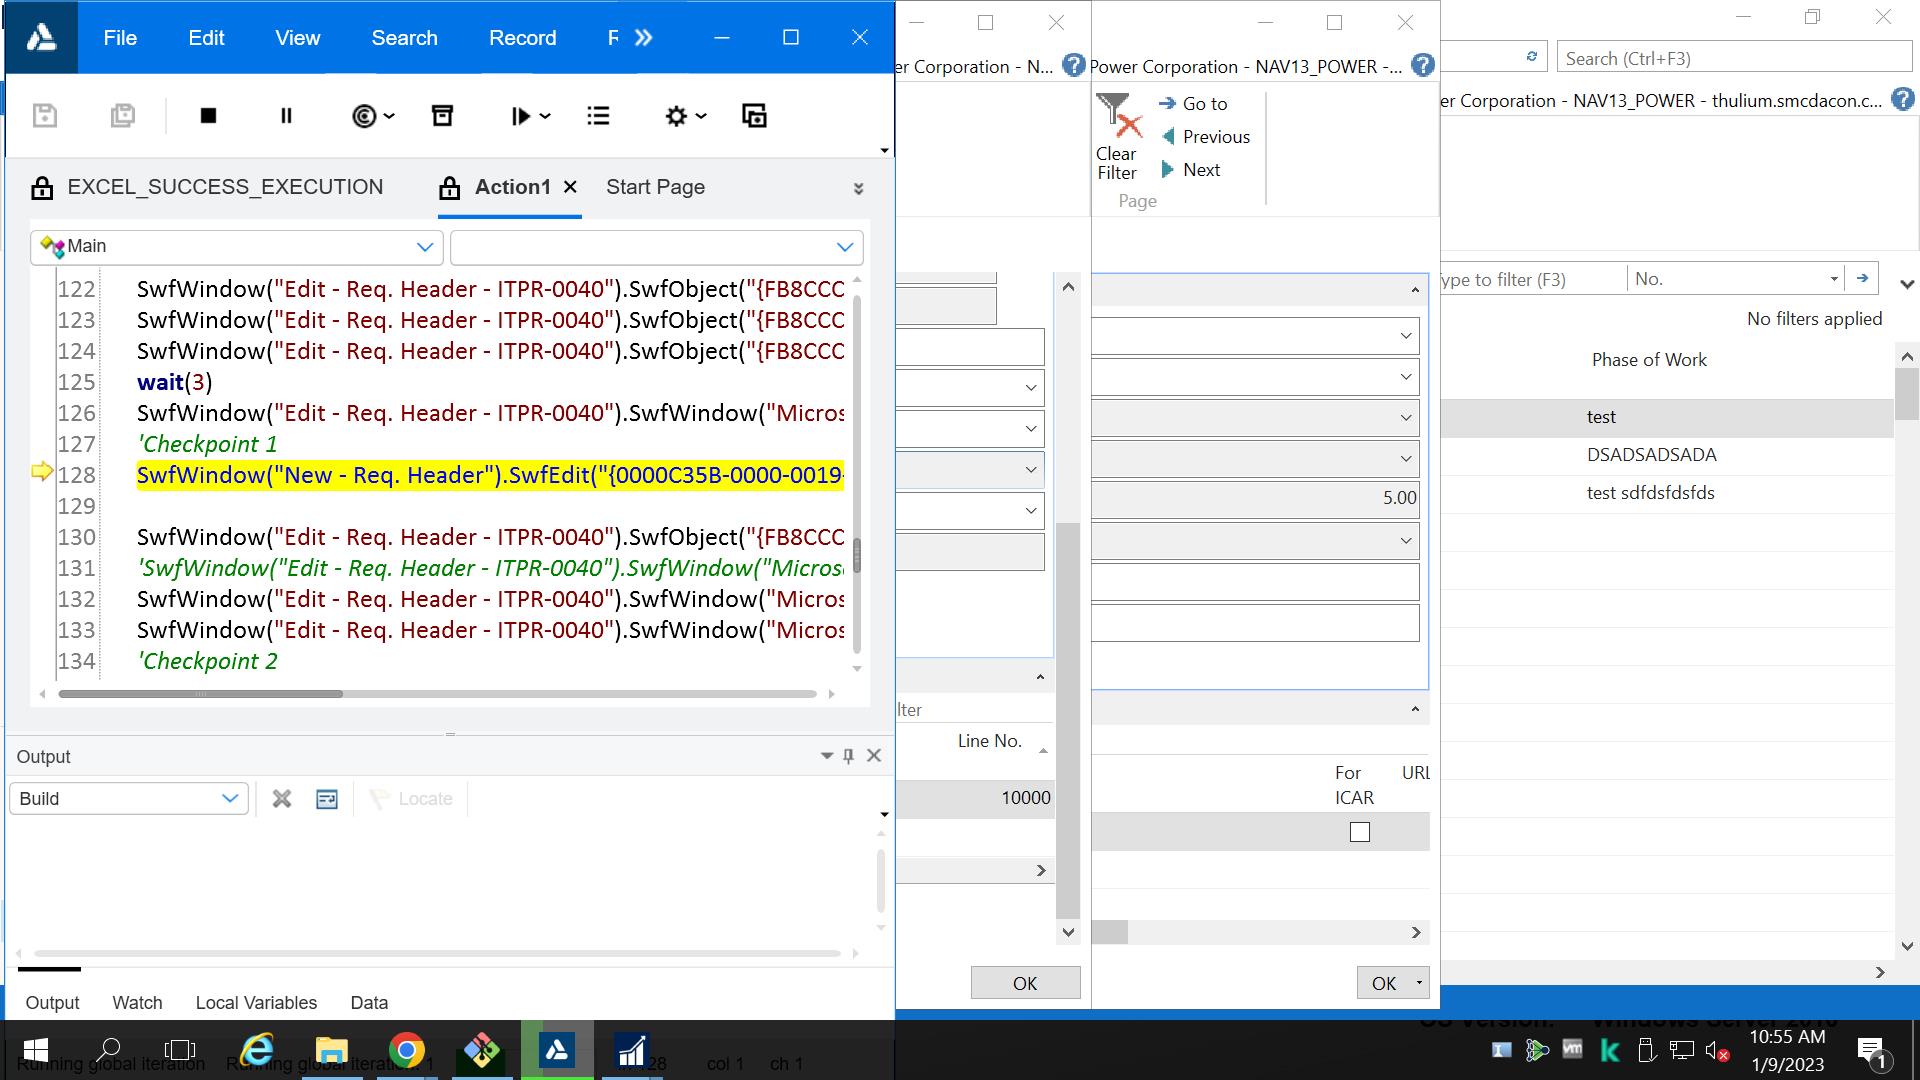 File Edit View Search Record
EXCEL_SUCCESS_EXECUTION Action1 Start Page
Main
122 SwfWindow("Edit - Req. Header - ITPR-0040").SwfObject("{FB8CCC
123 SwfWindow("Edit - Req. Header - ITPR-0040").SwfObject("{FB8CCC
124 SwfWindow("Edit - Req. Header - ITPR-0040").SwfObject("{FB8CCC
125 wait(3)
126 SwfWindow("Edit - Req. Header - ITPR-0040").SwfWindow("Micros
127 'Checkpoint 1
128 SwfWindow("New - Req. Header").SwfEdit("{0000C35B-0000-0019-
129
130 SwfWindow("Edit - Req. Header - ITPR-0040").SwfObject("{FB8CCC
131 'SwfWindow("Edit - Req. Header - ITPR-0040").SwfWindow("Micros
132 SwfWindow("Edit - Req. Header - ITPR-0040").SwfWindow("Micros
133 SwfWindow("Edit - Req. Header - ITPR-0040").SwfWindow("Micros
134 'Checkpoint 2
Output
Build
Locate
Output Watch Local Variables Data
er Corporation - N...
lter
Line No.
10000
OK
Power Corporation - NAV13_POWER -...
Clear Filter
Go to
Previous
Next
Page
5.00
For ICAR
URL
OK
Search (Ctrl+F3)
er Corporation - NAV13_POWER - thulium.smcdacon.c...
ype to filter (F3) No.
No filters applied
Phase of Work
test
DSADSADSADA
test sdfdsfdsfds
Running global iteration Running global iteration: 1 128 col 1 ch 1
10:55 AM
1/9/2023
1